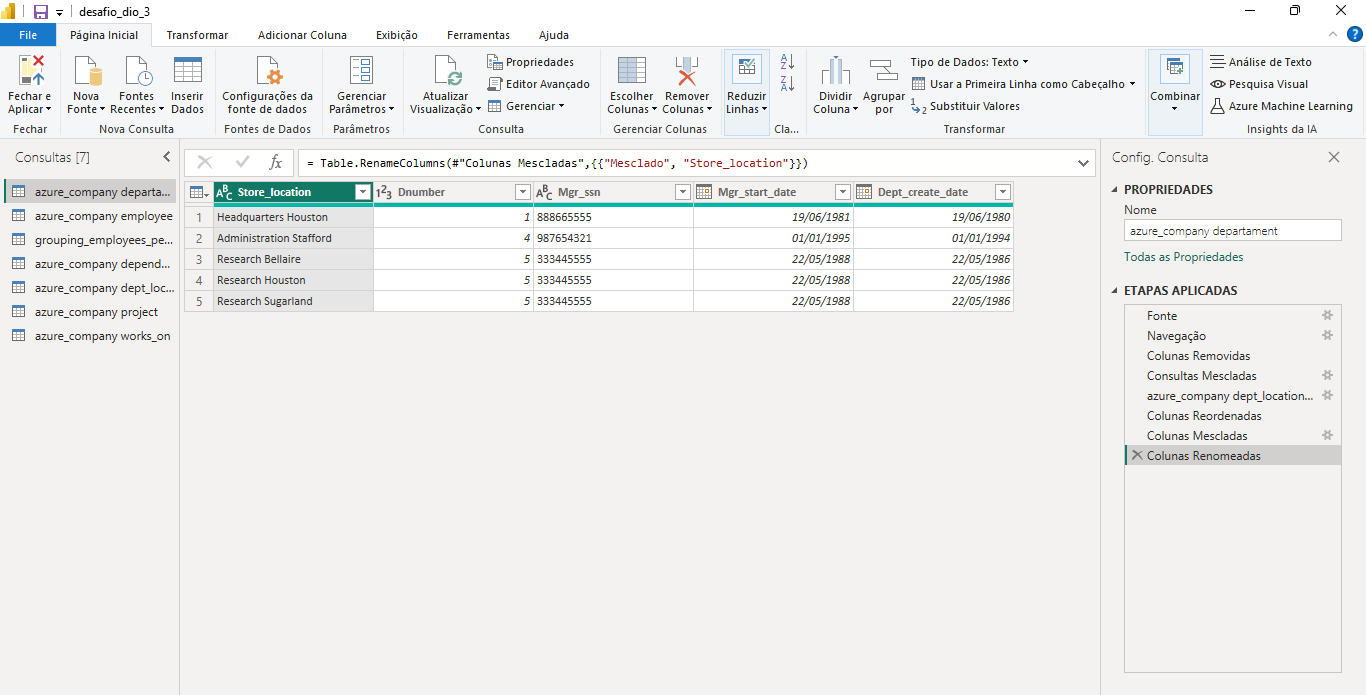 desafio_dio_3
File Página Inicial Transformar Adicionar Coluna Exibição Ferramentas Ajuda
Fechar e Aplicar
Fechar
Nova Fonte
Fontes Recentes
Inserir Dados
Nova Consulta
Configurações da fonte de dados
Fontes de Dados
Gerenciar Parâmetros
Parâmetros
Atualizar Visualização
Propriedades
Editor Avançado
Gerenciar
Consulta
Escolher Colunas
Remover Colunas
Gerenciar Colunas
Reduzir Linhas
Cla...
Dividir Coluna
Agrupar por
Tipo de Dados: Texto
Usar a Primeira Linha como Cabeçalho
Substituir Valores
Transformar
Combinar
Análise de Texto
Pesquisa Visual
Azure Machine Learning
Insights da IA
Consultas [7]
azure_company departa...
azure_company employee
grouping_employees_pe...
azure_company depend...
azure_company dept_loc...
azure_company project
azure_company works_on
fx = Table.RenameColumns(#"Colunas Mescladas",{{"Mesclado", "Store_location"}})
ABC Store_location 123 Dnumber ABC Mgr_ssn Mgr_start_date Dept_create_date
1 Headquarters Houston 1 888665555 19/06/1981 19/06/1980
2 Administration Stafford 4 987654321 01/01/1995 01/01/1994
3 Research Bellaire 5 333445555 22/05/1988 22/05/1986
4 Research Houston 5 333445555 22/05/1988 22/05/1986
5 Research Sugarland 5 333445555 22/05/1988 22/05/1986
Config. Consulta
PROPRIEDADES
Nome
azure_company departament
Todas as Propriedades
ETAPAS APLICADAS
Fonte
Navegação
Colunas Removidas
Consultas Mescladas
azure_company dept_location...
Colunas Reordenadas
Colunas Mescladas
Colunas Renomeadas